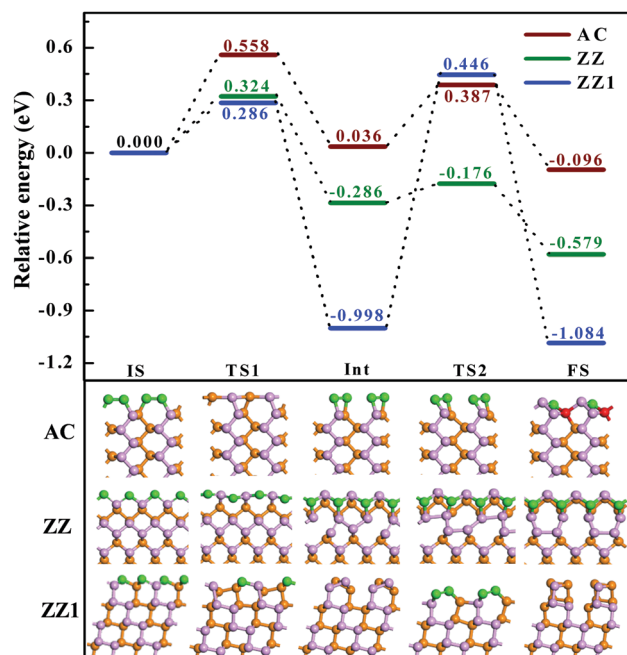 Relative energy (eV)
0.6
0.3
0.0
-0.3
-0.6
-0.9
-1.2
AC
ZZ
ZZ1
0.000
0.558
0.324
0.286
0.036
-0.286
-0.998
0.446
0.387
-0.176
-0.096
-0.579
-1.084
IS TS1 Int TS2 FS
AC
ZZ
ZZ1